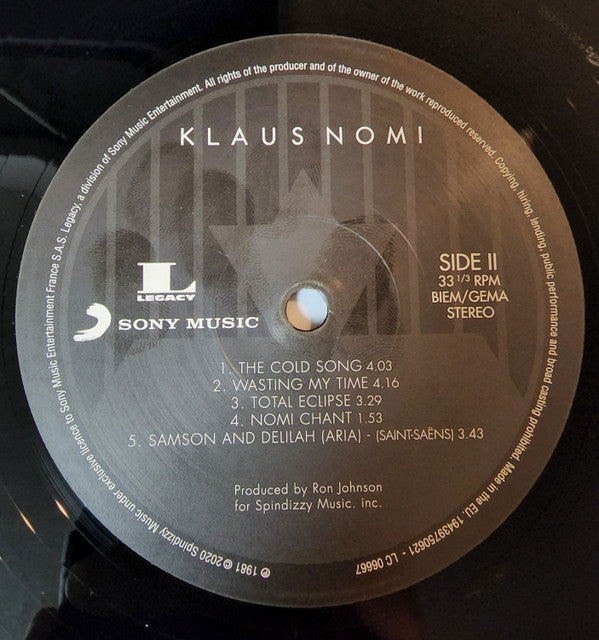 KLAUS NOMI
L
LEGACY
SONY MUSIC
SIDE II
33 1/3 RPM
BIEM/GEMA
STEREO
1. THE COLD SONG 4.03
2. WASTING MY TIME 4.16
3. TOTAL ECLIPSE 3.29
4. NOMI CHANT 1.53
5. SAMSON AND DELILAH (ARIA) - (SAINT-SAËNS) 3.43
Produced by Ron Johnson
for Spindizzy Music. inc.
℗ 1981 © 2020 Spindizzy Music under exclusive licence to Sony Music Entertainment France S.A.S. Legacy, a division of Sony Music Entertainment. All rights of the producer and of the owner of the work reproduced reserved. Copying, hiring, lending, public performance and broad casting prohibited. Made in the EU. 19439750621 - LC 06667